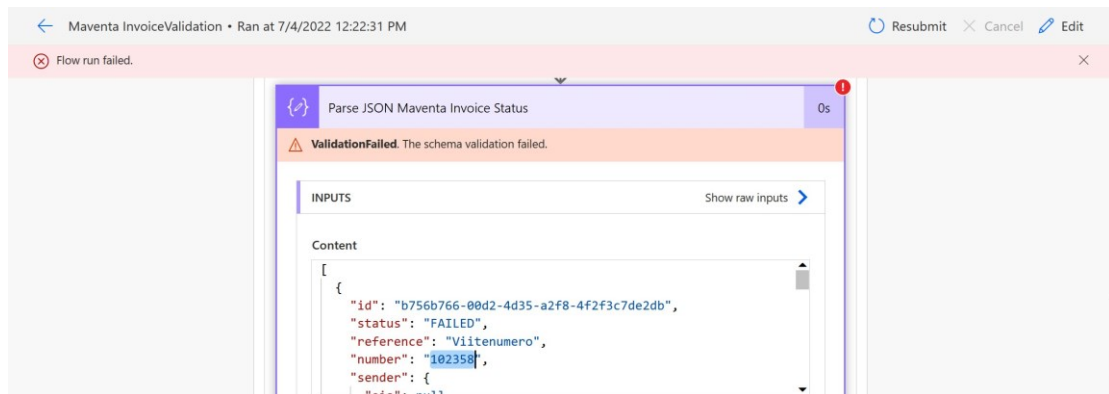 Maventa InvoiceValidation • Ran at 7/4/2022 12:22:31 PM
Resubmit Cancel Edit
Flow run failed.
Parse JSON Maventa Invoice Status 0s
ValidationFailed. The schema validation failed.
INPUTS Show raw inputs
Content
[
{
"id": "b756b766-00d2-4d35-a2f8-4f2f3c7de2db",
"status": "FAILED",
"reference": "Viitenumero",
"number": "102358",
"sender": {